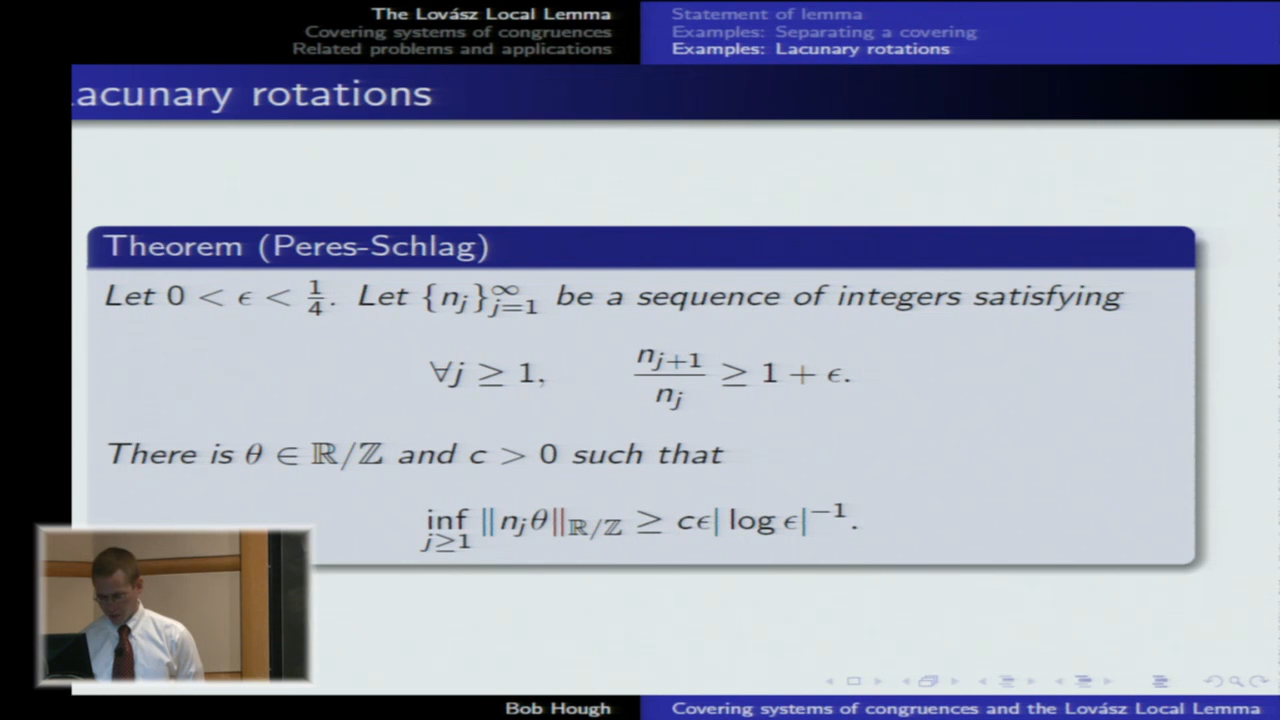 The Lovász Local Lemma
Covering systems of congruences
Related problems and applications
Statement of lemma
Examples: Separating a covering
Examples: Lacunary rotations
acunary rotations
Theorem (Peres-Schlag)
Let 0 < ϵ < 1/4. Let {n_j}_{j=1}^∞ be a sequence of integers satisfying
∀j ≥ 1, n_{j+1}/n_j ≥ 1 + ϵ.
There is θ ∈ ℝ/ℤ and c > 0 such that
inf_{j≥1} ‖n_jθ‖_{ℝ/ℤ} ≥ cϵ| log ϵ|^{−1}.
Bob Hough
Covering systems of congruences and the Lovász Local Lemma